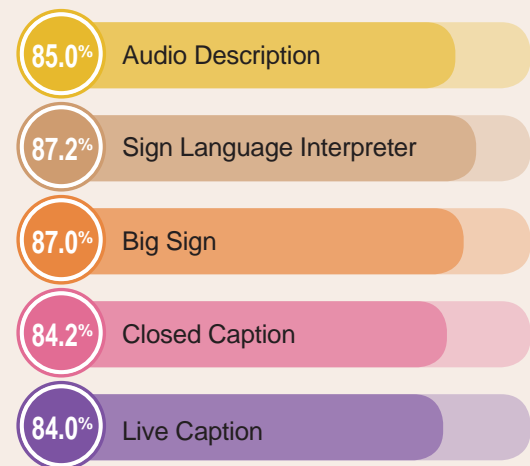 85.0% Audio Description
87.2% Sign Language Interpreter
87.0% Big Sign
84.2% Closed Caption
84.0% Live Caption